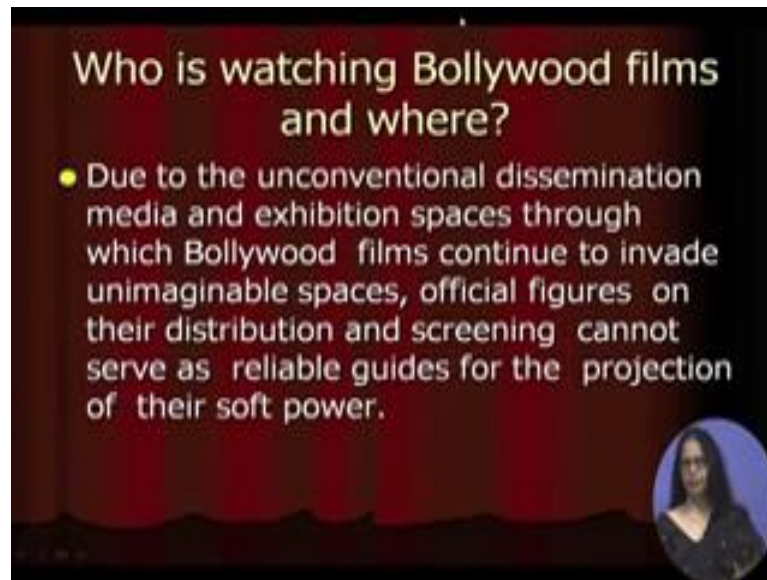 Who is watching Bollywood films
and where?
Due to the unconventional dissemination
media and exhibition spaces through
which Bollywood films continue to invade
unimaginable spaces, official figures on
their distribution and screening cannot
serve as reliable guides for the projection
of their soft power.